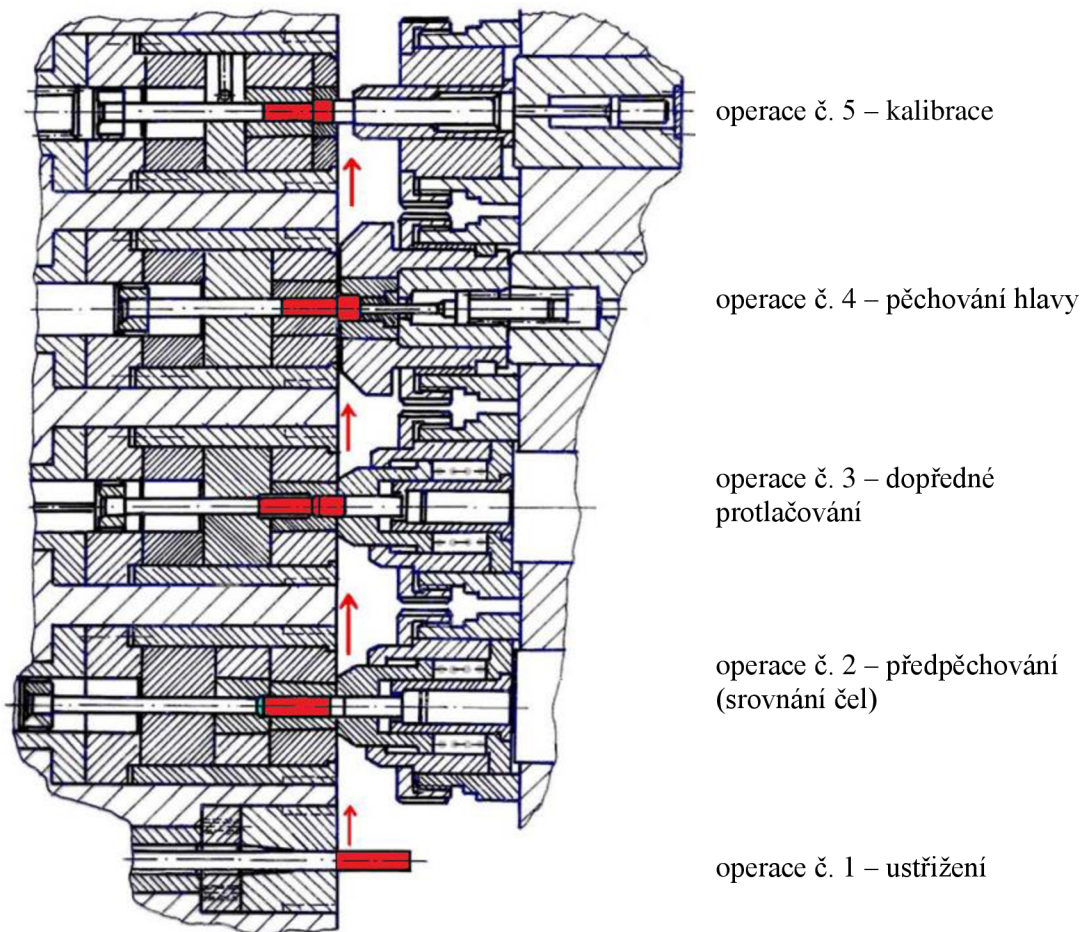 operace č. 5 – kalibrace
operace č. 4 – pěchování hlavy
operace č. 3 – dopředné
protlačování
operace č. 2 – předpěchování
(srovnání čel)
operace č. 1 – ustřižení